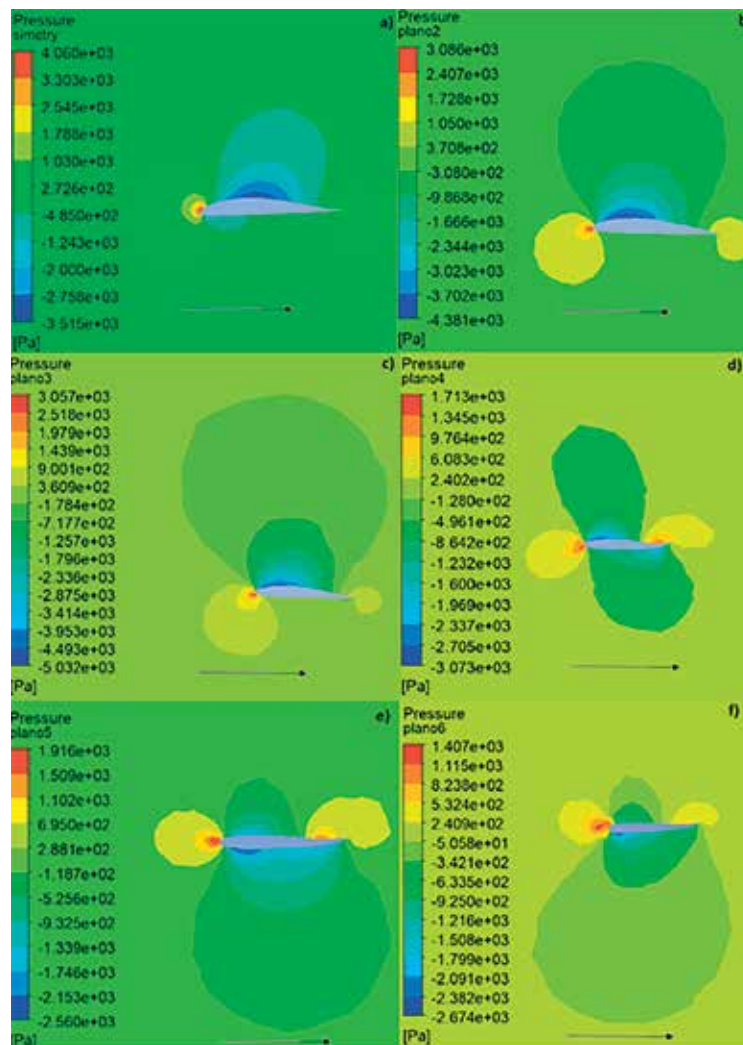 Pressure
simetry
a)
4.060e+03
3.303e+03
2.545e+03
1.788e+03
1.030e+03
2.726e+02
-4.850e+02
-1.243e+03
-2.000e+03
-2.758e+03
-3.515e+03
[Pa]
Pressure
plano2
b
3.086e+03
2.407e+03
1.728e+03
1.050e+03
3.708e+02
-3.080e+02
-9.868e+02
-1.666e+03
-2.344e+03
-3.023e+03
-3.702e+03
-4.381e+03
[Pa]
Pressure
plano3
c)
3.057e+03
2.518e+03
1.979e+03
1.439e+03
9.001e+02
3.609e+02
-1.784e+02
-7.177e+02
-1.257e+03
-1.796e+03
-2.336e+03
-2.875e+03
-3.414e+03
-3.953e+03
-4.493e+03
-5.032e+03
[Pa]
Pressure
plano4
d)
1.713e+03
1.345e+03
9.764e+02
6.083e+02
2.402e+02
-1.280e+02
-4.961e+02
-8.642e+02
-1.232e+03
-1.600e+03
-1.969e+03
-2.337e+03
-2.705e+03
-3.073e+03
[Pa]
Pressure
plano5
e)
1.916e+03
1.509e+03
1.102e+03
6.950e+02
2.881e+02
-1.187e+02
-5.256e+02
-9.325e+02
-1.339e+03
-1.746e+03
-2.153e+03
-2.560e+03
[Pa]
Pressure
plano6
f)
1.407e+03
1.115e+03
8.238e+02
5.324e+02
2.409e+02
-5.058e+01
-3.421e+02
-6.335e+02
-9.250e+02
-1.216e+03
-1.508e+03
-1.799e+03
-2.091e+03
-2.382e+03
-2.674e+03
[Pa]